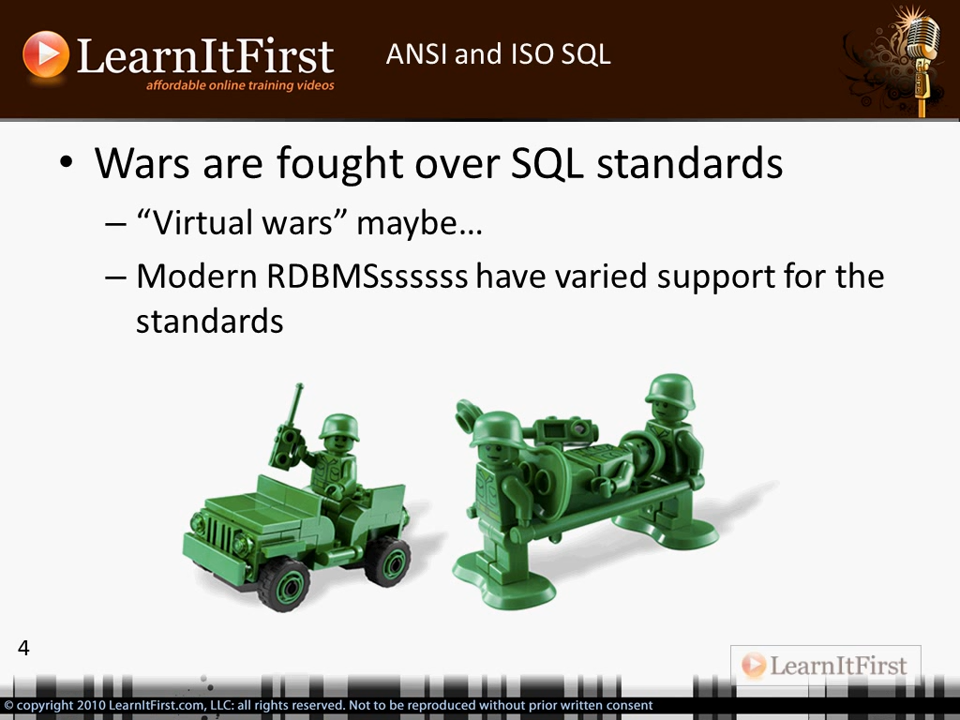 LearnItFirst
affordable online training videos
ANSI and ISO SQL
• Wars are fought over SQL standards
– “Virtual wars” maybe…
– Modern RDBMSssssss have varied support for the
standards
4
LearnItFirst
© copyright 2010 LearnItFirst.com, LLC: all rights reserved. Not to be reproduced without prior written consent